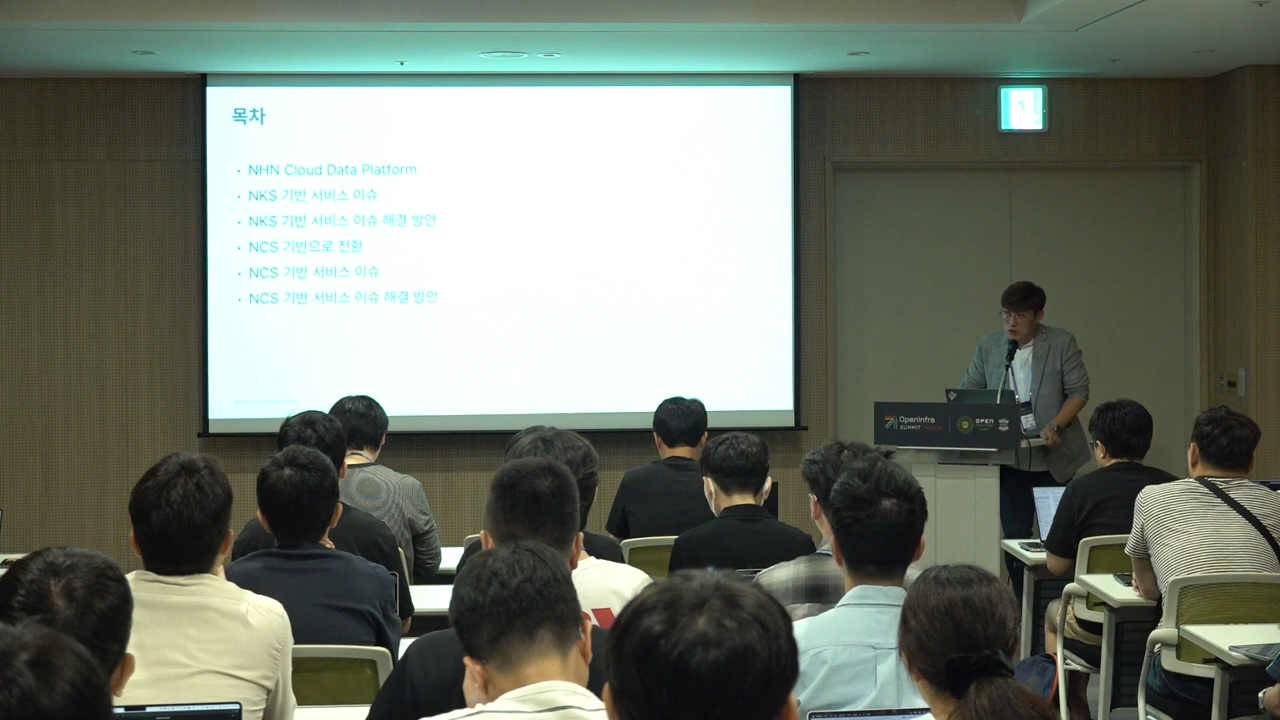 목차
• NHN Cloud Data Platform
• NKS 기반 서비스 이슈
• NKS 기반 서비스 이슈 해결 방안
• NCS 기반으로 전환
• NCS 기반 서비스 이슈
• NCS 기반 서비스 이슈 해결 방안
OpenInfra
SUMMIT
OPEN